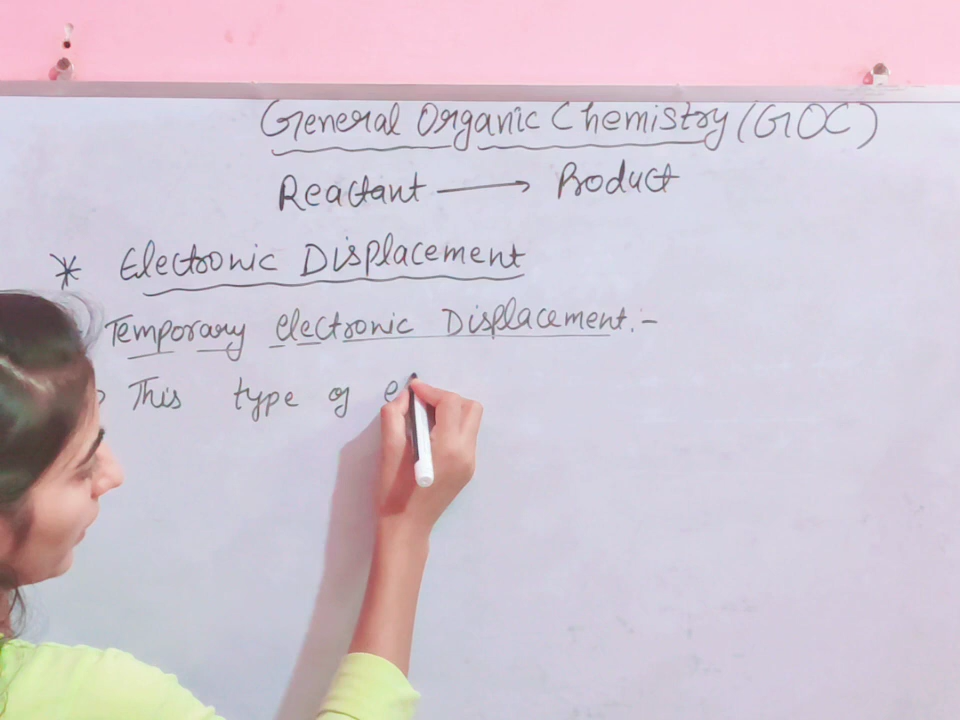 General Organic Chemistry (GOC)
Reactant → Product
* Electronic Displacement
Temporary electronic Displacement :-
This type of e